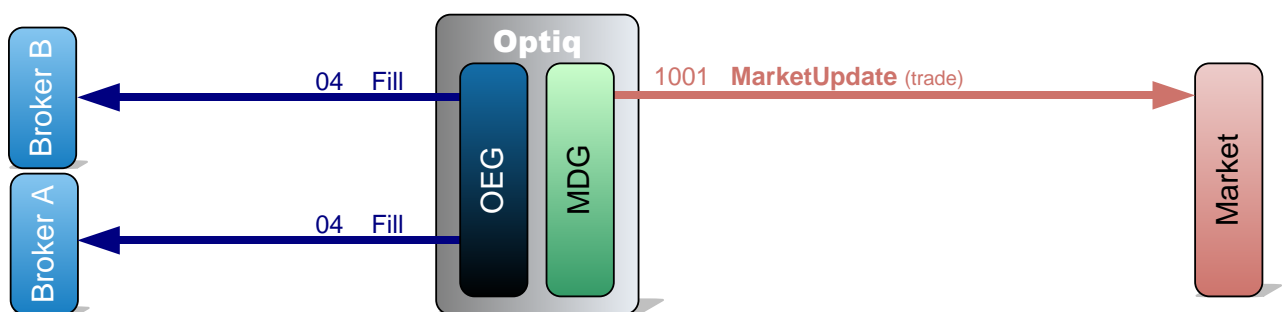 Optiq
Broker B
04 Fill
1001 MarketUpdate (trade)
OEG
MDG
Market
Broker A
04 Fill